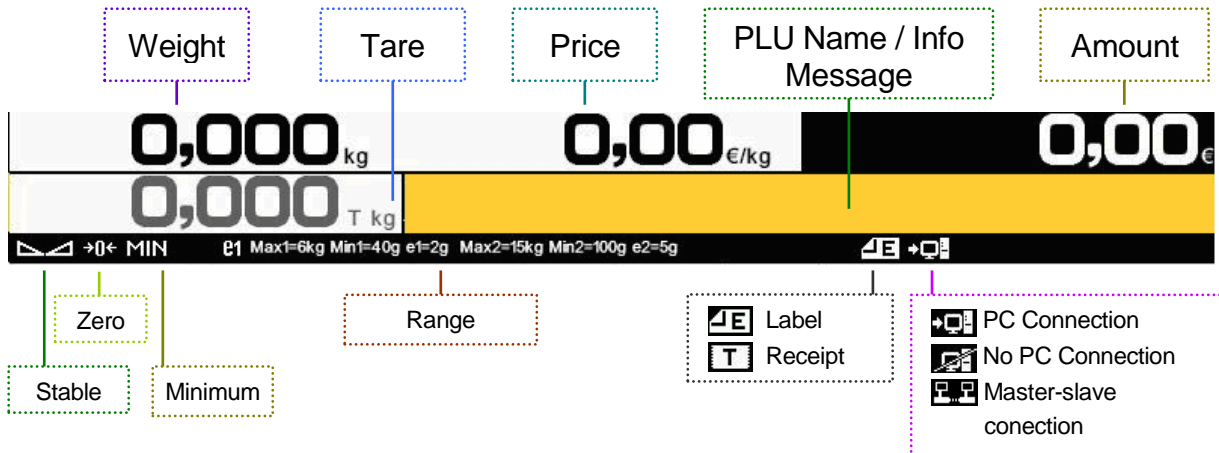 Weight
Tare
Price
PLU Name / Info
Message
Amount
0,000 kg
0,00 €/kg
0,00 €
0,000 T kg
→0← MIN
e1 Max1=6kg Min1=40g e1=2g Max2=15kg Min2=100g e2=5g
E
Zero
Range
E Label
T Receipt
PC Connection
No PC Connection
Master-slave
conection
Stable
Minimum